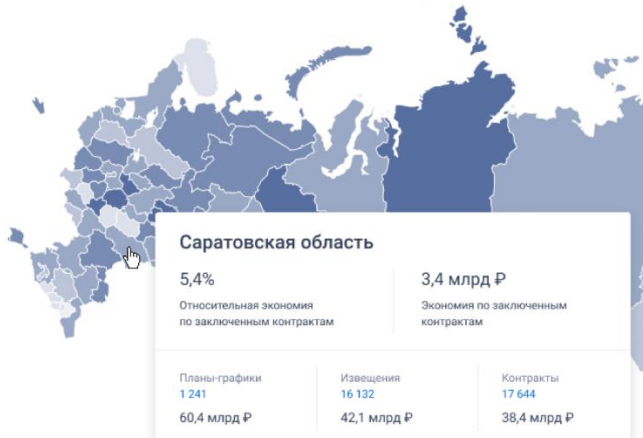 Саратовская область
5,4%
3,4 млрд ₽
Относительная экономия
по заключенным контрактам
Экономия по заключенным
контрактам
Планы-графики
Извещения
Контракты
1 241
16 132
17 644
60,4 млрд ₽
42,1 млрд ₽
38,4 млрд ₽